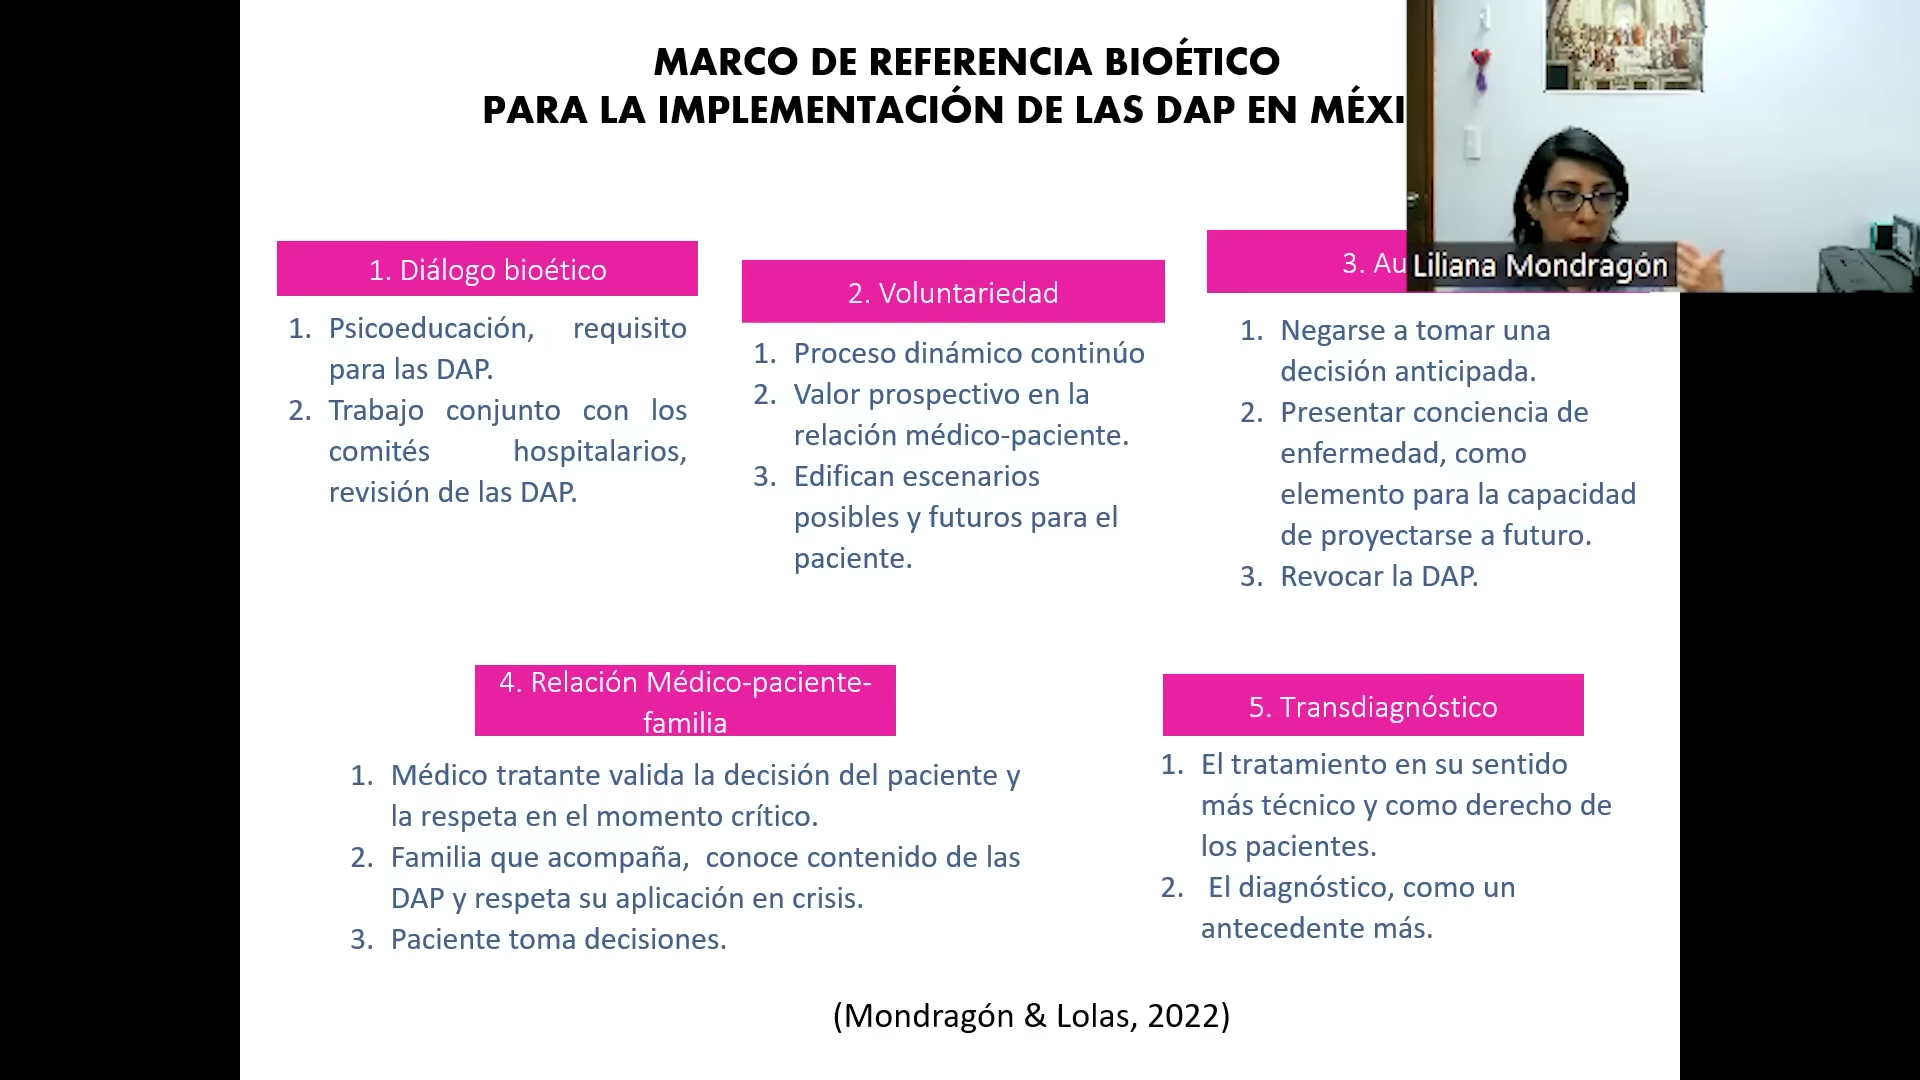 MARCO DE REFERENCIA BIOÉTICO
PARA LA IMPLEMENTACIÓN DE LAS DAP EN MÉXI
1. Diálogo bioético
1. Psicoeducación, requisito
para las DAP.
2. Trabajo conjunto con los
comités hospitalarios,
revisión de las DAP.
2. Voluntariedad
1. Proceso dinámico continúo
2. Valor prospectivo en la
relación médico-paciente.
3. Edifican escenarios
posibles y futuros para el
paciente.
3. Au
Liliana Mondragón
1. Negarse a tomar una
decisión anticipada.
2. Presentar conciencia de
enfermedad, como
elemento para la capacidad
de proyectarse a futuro.
3. Revocar la DAP.
4. Relación Médico-paciente-
familia
1. Médico tratante valida la decisión del paciente y
la respeta en el momento crítico.
2. Familia que acompaña, conoce contenido de las
DAP y respeta su aplicación en crisis.
3. Paciente toma decisiones.
5. Transdiagnóstico
1. El tratamiento en su sentido
más técnico y como derecho de
los pacientes.
2. El diagnóstico, como un
antecedente más.
(Mondragón & Lolas, 2022)